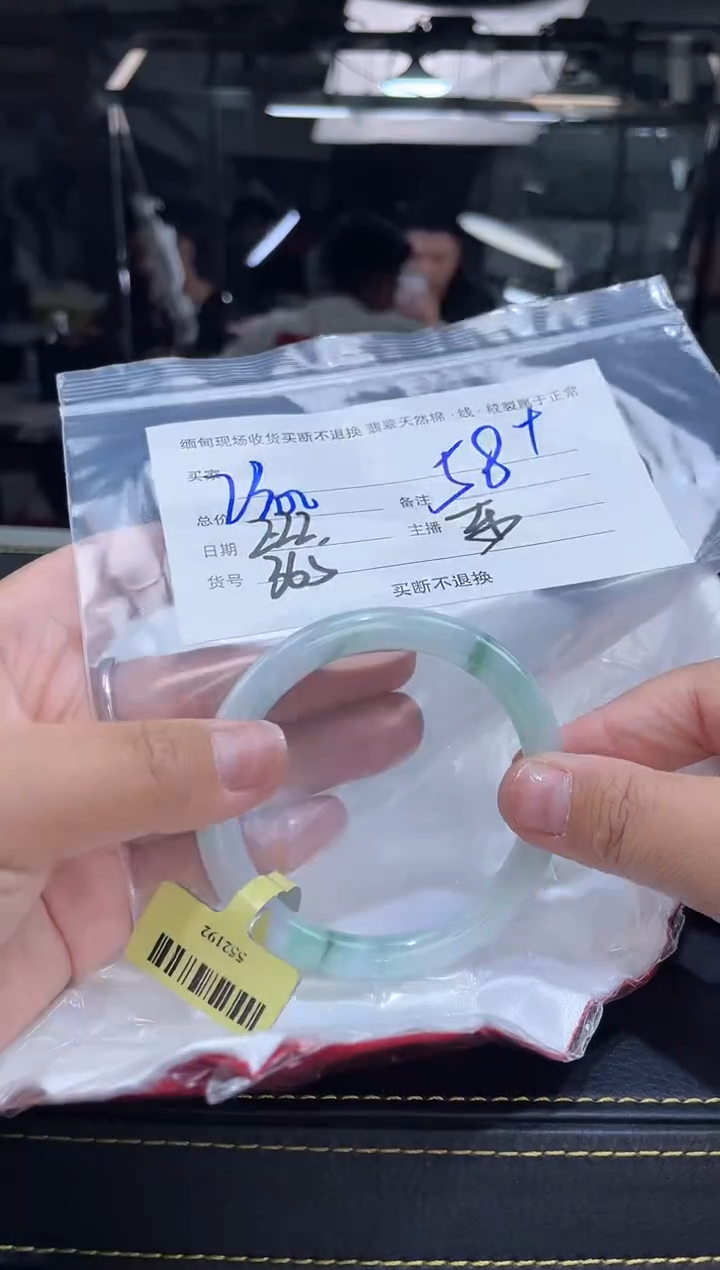 缅甸现场收货买断不退换 翡翠天然棉·线·纹裂属于正常
买家
总价 备注 58+
日期 222. 主播
货号 365
买断不退换
552192